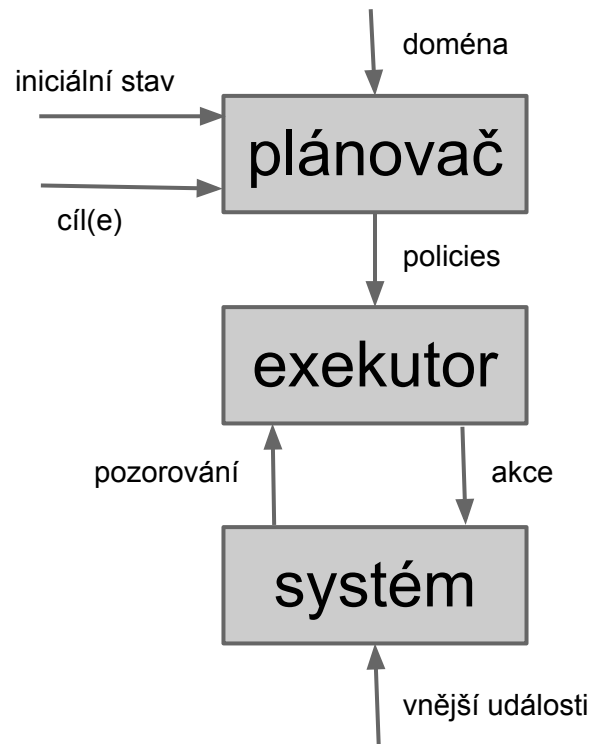 doména
iniciální stav
plánovač
cíl(e)
policies
exekutor
pozorování
akce
systém
vnější události